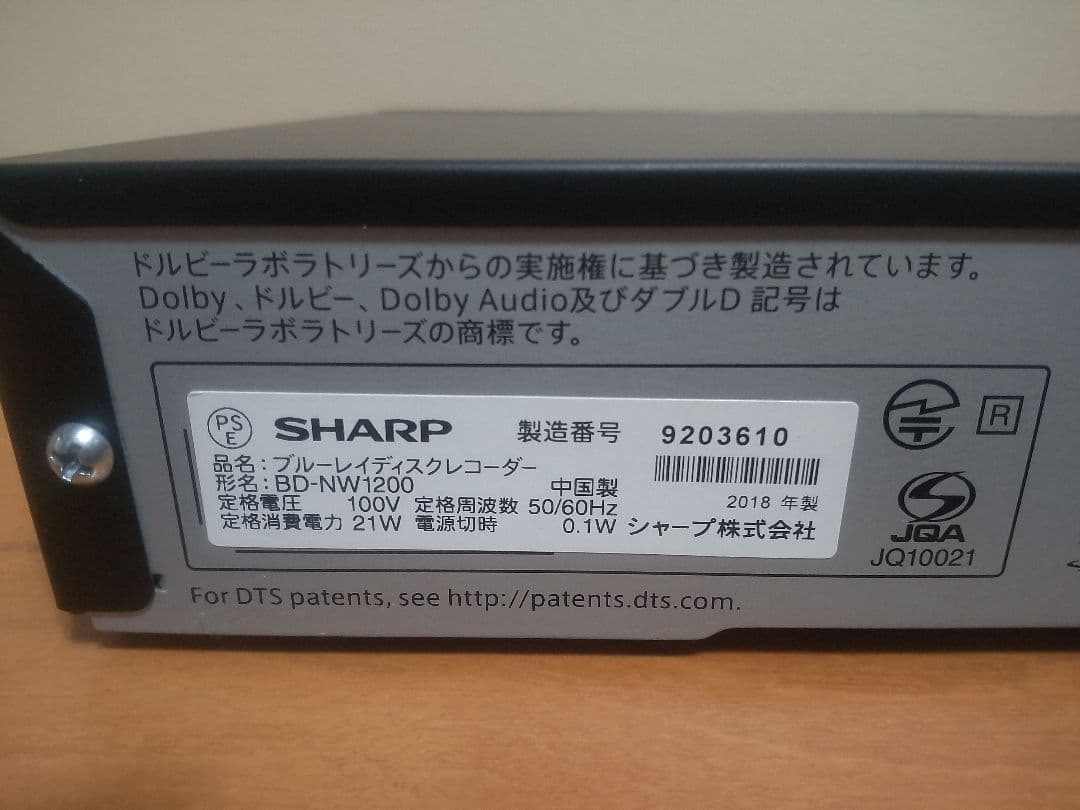 ドルビーラボラトリーズからの実施権に基づき製造されています。
Dolby、ドルビー、Dolby Audio及びダブルD 記号は
ドルビーラボラトリーズの商標です。
PS
E
SHARP 製造番号 9203610
品名：ブルーレイディスクレコーダー
形名：BD-NW1200 中国製
2018 年製
定格電圧 100V 定格周波数 50/60Hz
定格消費電力 21W 電源切時 0.1W シャープ株式会社
R
JQA
JQ10021
For DTS patents, see http://patents.dts.com.